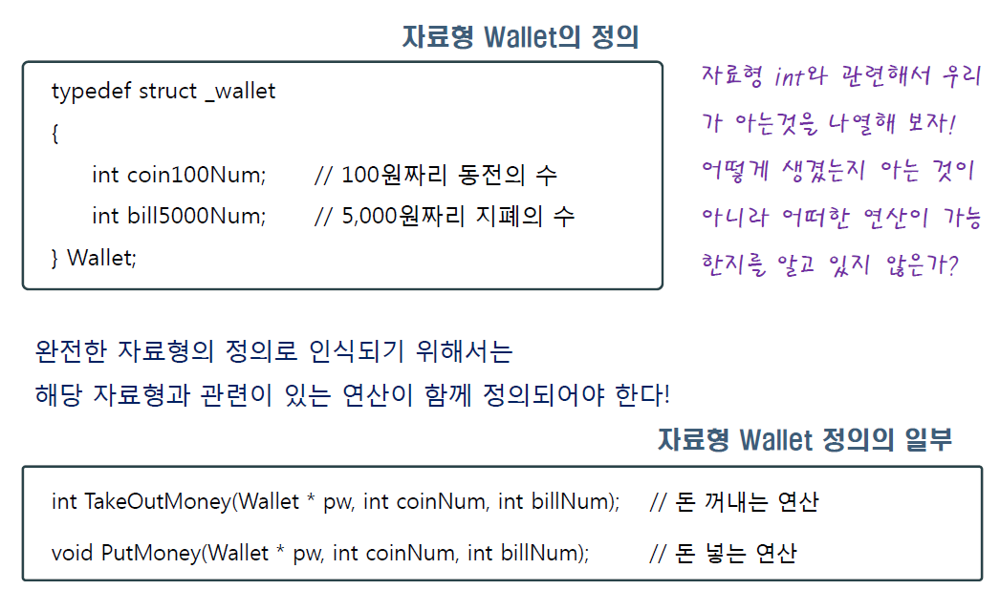 자료형 Wallet의 정의
typedef struct _wallet
{
int coin100Num; // 100원짜리 동전의 수
int bill5000Num; // 5,000원짜리 지폐의 수
} Wallet;
자료형 int와 관련해서 우리
가 아는것을 나열해 보자!
어떻게 생겼는지 아는 것이
아니라 어떠한 연산이 가능
한지를 알고 있지 않은가?
완전한 자료형의 정의로 인식되기 위해서는
해당 자료형과 관련이 있는 연산이 함께 정의되어야 한다!
자료형 Wallet 정의의 일부
int TakeOutMoney(Wallet * pw, int coinNum, int billNum); // 돈 꺼내는 연산
void PutMoney(Wallet * pw, int coinNum, int billNum); // 돈 넣는 연산